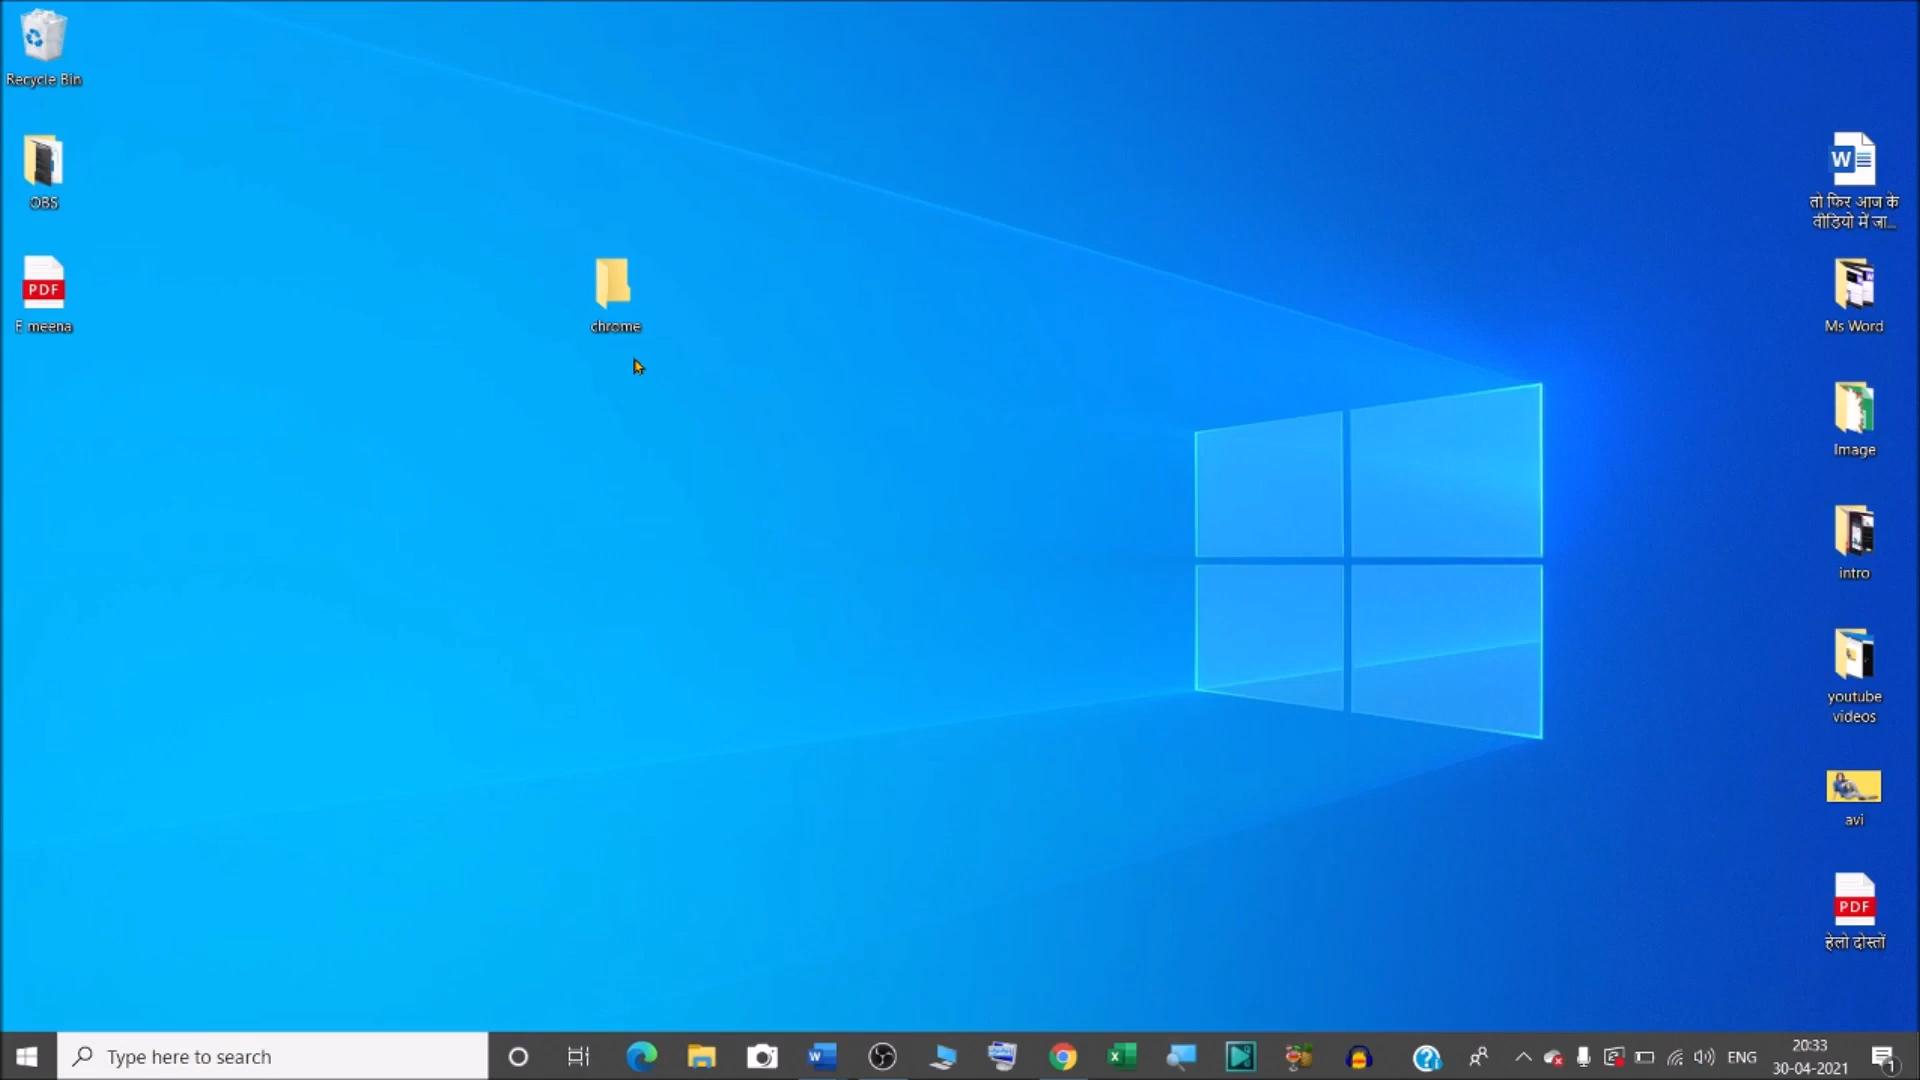 Recycle Bin
OBS
PDF
E meena
chrome
W
तो फिर आज के
वीडियो में जा...
Ms Word
Image
intro
youtube
videos
avi
PDF
हेलो दोस्तों
Type here to search
ENG
20:33
30-04-2021
1